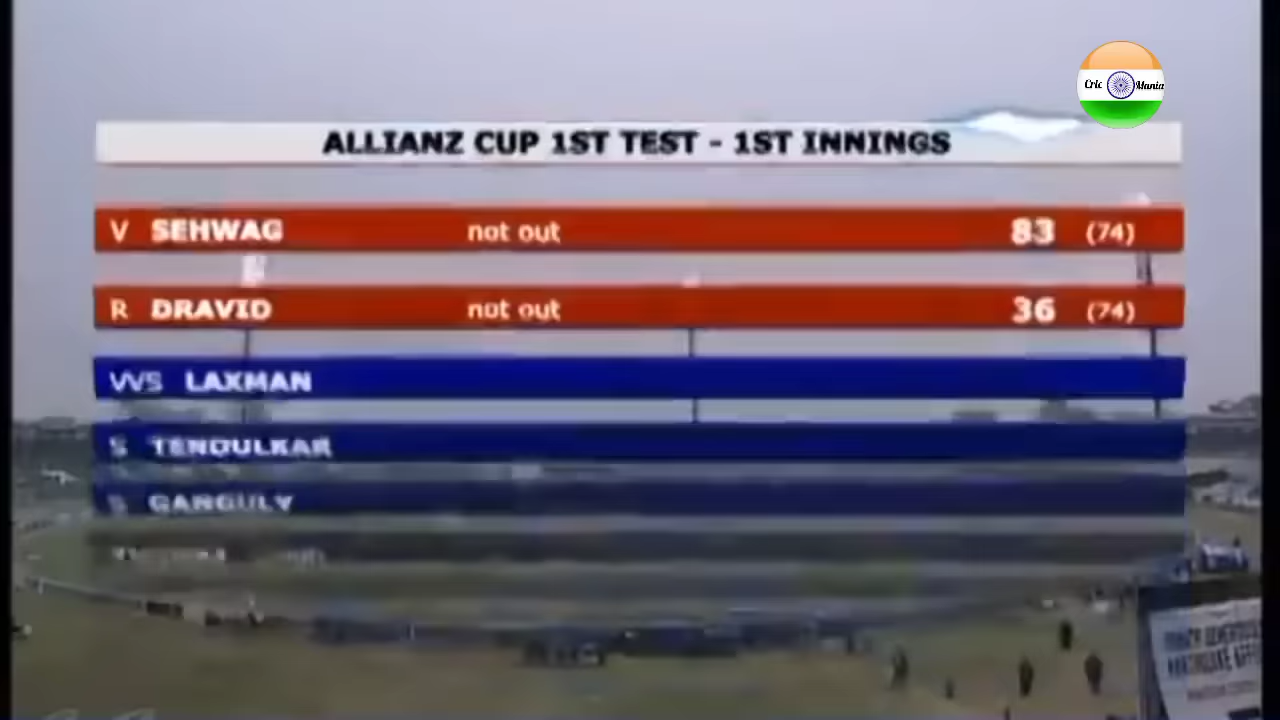 Cric Mania
ALLIANZ CUP 1ST TEST - 1ST INNINGS
V SEHWAG not out 83 (74)
R DRAVID not out 36 (74)
VVS LAXMAN
S TENDULKAR
S GANGULY